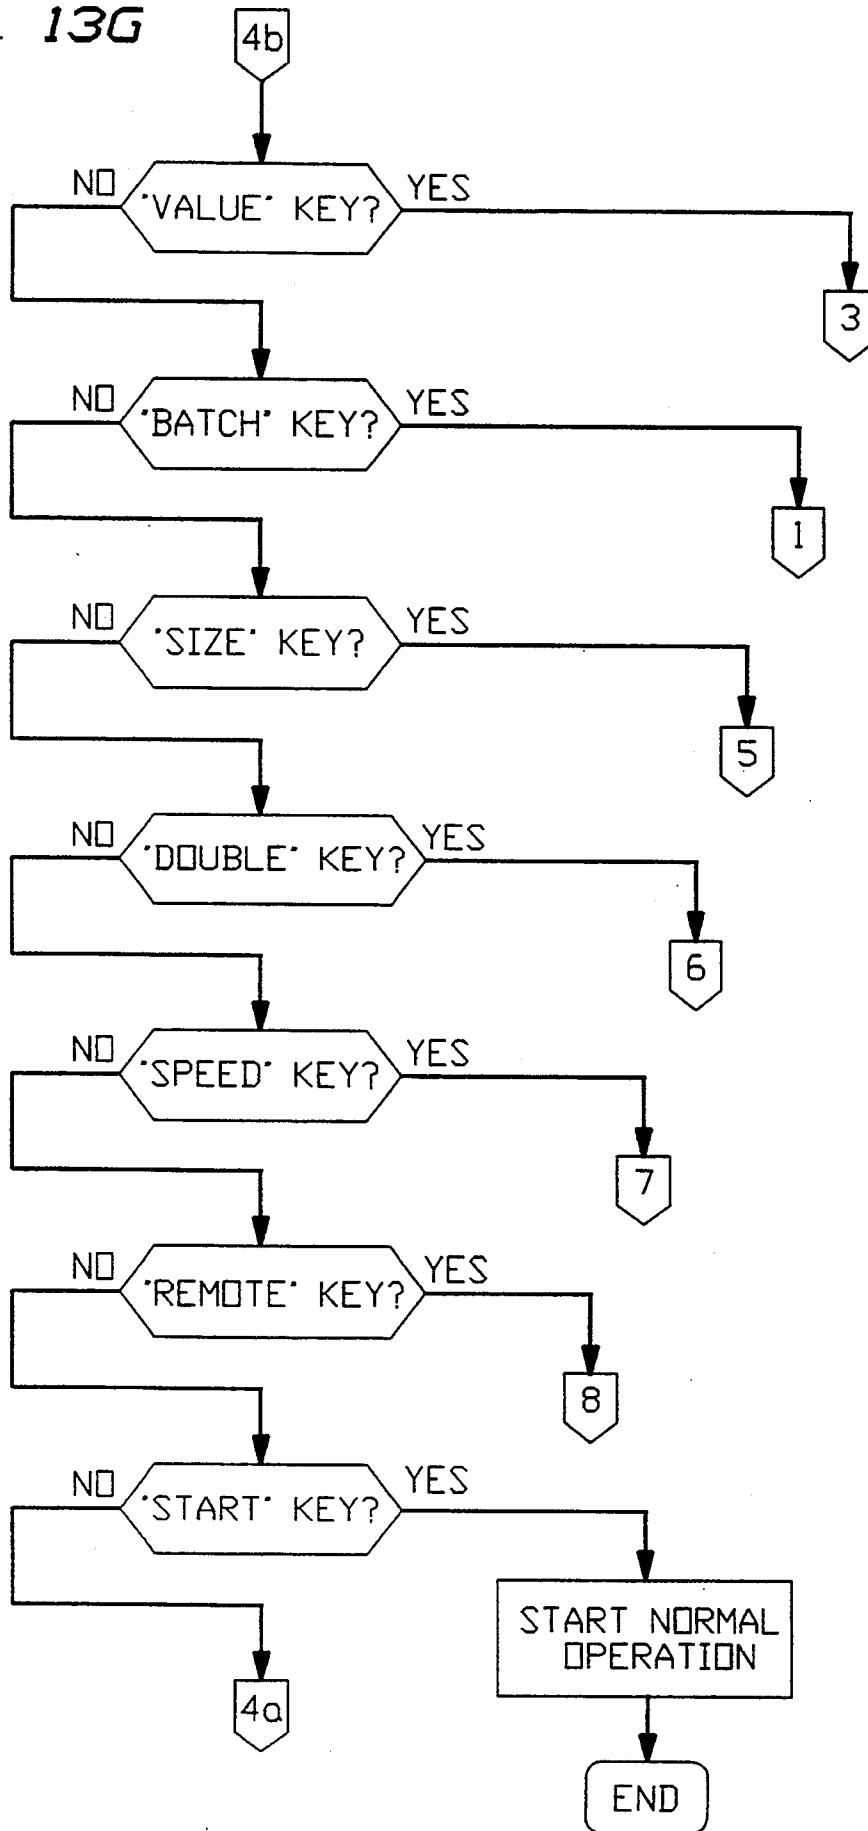 13G
4b
NO "VALUE" KEY? YES
3
NO "BATCH" KEY? YES
1
NO "SIZE" KEY? YES
5
NO "DOUBLE" KEY? YES
6
NO "SPEED" KEY? YES
7
NO "REMOTE" KEY? YES
8
NO "START" KEY? YES
START NORMAL
OPERATION
4a
END